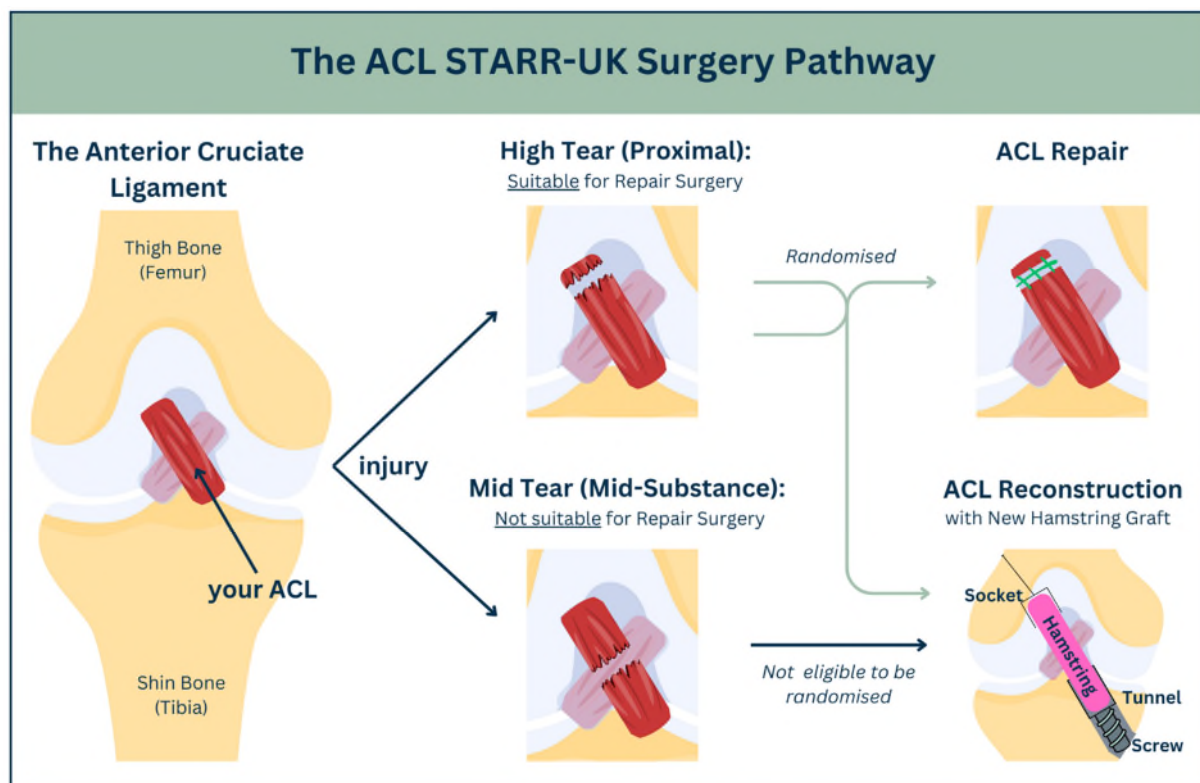 The ACL STARR-UK Surgery Pathway
The Anterior Cruciate
Ligament
Thigh Bone
(Femur)
your ACL
Shin Bone
(Tibia)
injury
High Tear (Proximal):
Suitable for Repair Surgery
Mid Tear (Mid-Substance):
Not suitable for Repair Surgery
Randomised
Not eligible to be
randomised
ACL Repair
ACL Reconstruction
with New Hamstring Graft
Socket
Hamstring
Tunnel
Screw